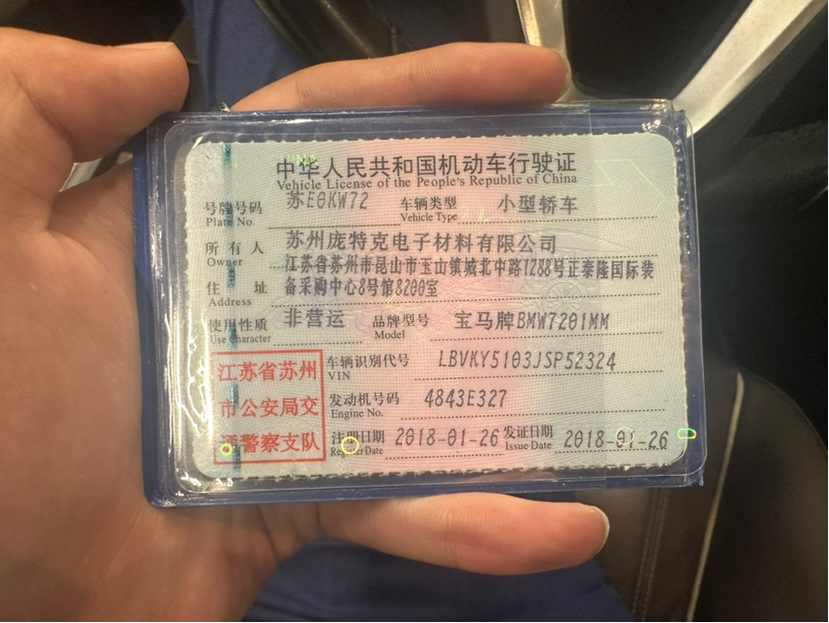 中华人民共和国机动车行驶证
Vehicle License of the People's Republic of China
号牌号码 苏E0KW72 车辆类型 小型轿车
Plate No. Vehicle Type
所有人 苏州庞特克电子材料有限公司
Owner
住址 江苏省苏州市昆山市玉山镇城北中路1288号正泰隆国际装
Address 备采购中心8号馆8200室
使用性质 非营运 品牌型号 宝马牌BMW7201MM
Use Character Model
江苏省苏州
市公安局交
通警察支队
车辆识别代号 LBVKY5103JSP52324
VIN
发动机号码 4843E327
Engine No.
注册日期 2018-01-26 发证日期 2018-01-26
Register Date Issue Date